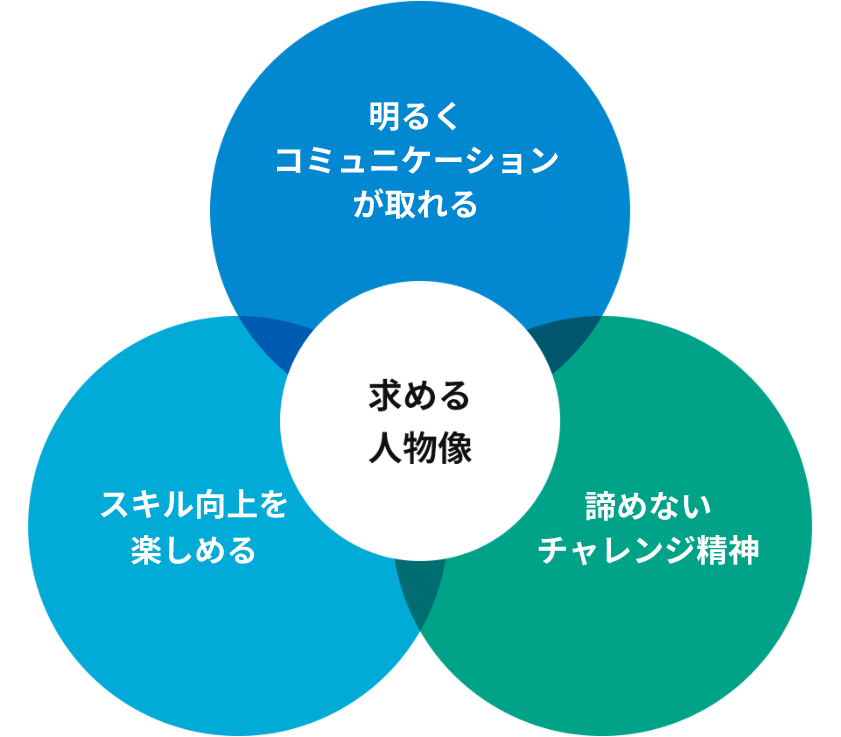 明るく
コミュニケーション
が取れる
求める
人物像
スキル向上を
楽しめる
諦めない
チャレンジ精神